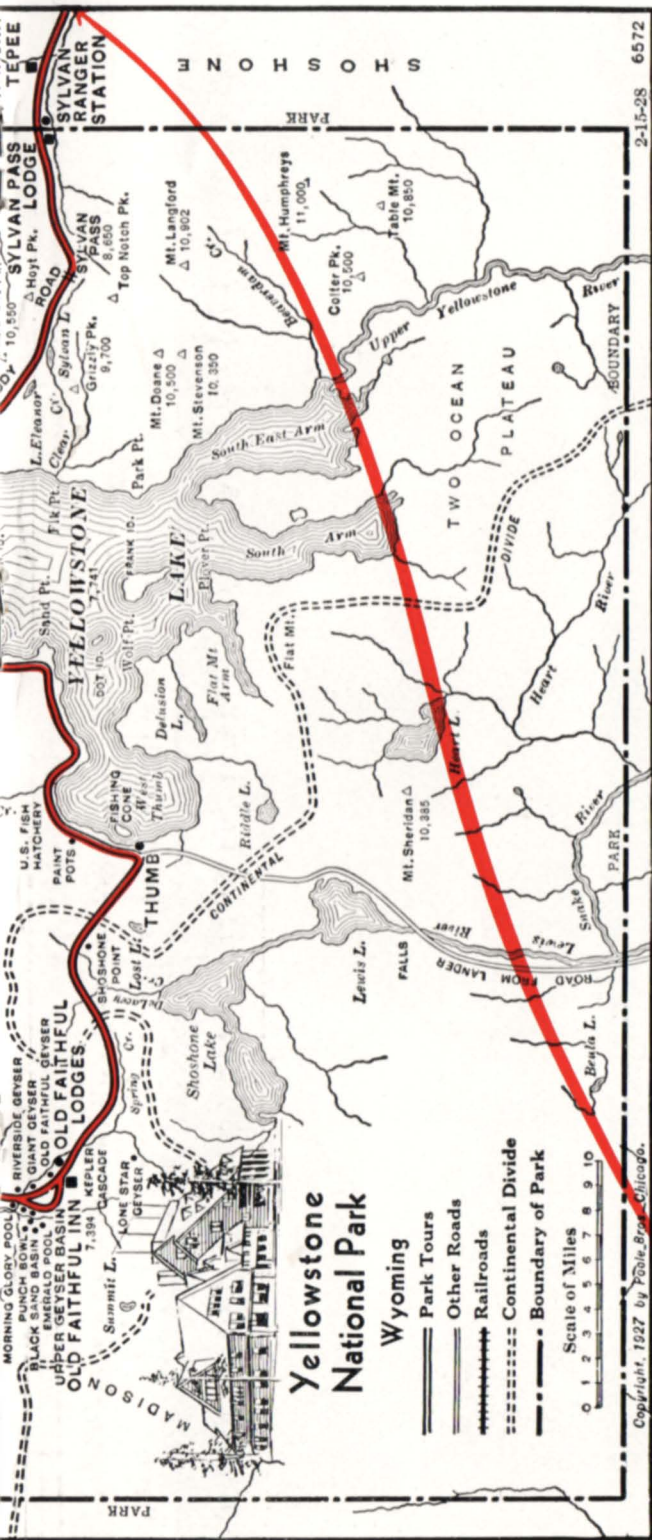 MORNING GLORY POOL
RIVERSIDE GEYSER
PUNCH BOWL
GIANT GEYSER
BLACK SAND BASIN
OLD FAITHFUL GEYSER
EMERALD POOL
UPPER GEYSER BASIN
OLD FAITHFUL
LODGES
OLD FAITHFUL INN
7,394
KEPLER
CASCADE
LONE STAR
GEYSER
Summit L.
MADISON
Spring Cr.
SHOSHONE
POINT
Lost L.
DeLacey Cr.
Shoshone
Lake
U.S. FISH
HATCHERY
PAINT
POTS
FISHING
CONE
West
Thumb
THUMB
CONTINENTAL
Riddle L.
Delusion
L.
Flat Mt
Arm
Flat Mt.
Sand Pt.
Elk Pt.
YELLOWSTONE
7,741
DOT ID.
FRANK ID.
Wolf Pt.
LAKE
Plover Pt.
Park Pt.
South Arm
South East Arm
L. Eleanor
Clear Cr.
Sylvan L.
Grizzly Pk.
9,700
10,550
Hoyt Pk.
ROAD
SYLVAN PASS
LODGE
TEPEE
SYLVAN
RANGER
STATION
SYLVAN
PASS
8,650
Top Notch Pk.
Mt. Langford
10,902
Mt. Doane
10,500
Mt. Stevenson
10,350
Beaverdam Cr.
Mt. Humphreys
11,000
Colter Pk.
10,500
Table Mt.
10,850
SHOSHONE
PARK
Upper Yellowstone River
TWO OCEAN
PLATEAU
DIVIDE
Heart River
Heart L.
Mt. Sheridan
10,385
Lewis L.
FALLS
Lewis River
ROAD FROM LANDER
Snake River
Beula L.
PARK BOUNDARY
PARK
Yellowstone
National Park
Wyoming
Park Tours
Other Roads
Railroads
Continental Divide
Boundary of Park
Scale of Miles
0 1 2 3 4 5 6 7 8 9 10
Copyright, 1927 by Poole Bros. Chicago.
2-15-28 6572